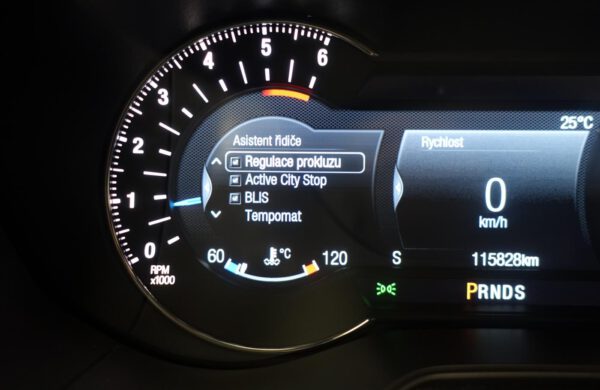 0
1
2
3
4
5
6
RPM
x1000
Asistent řidiče
Regulace prokluzu
Active City Stop
BLIS
Tempomat
60 °C 120
25°C
Rychlost
0
km/h
S 115828km
PRNDS